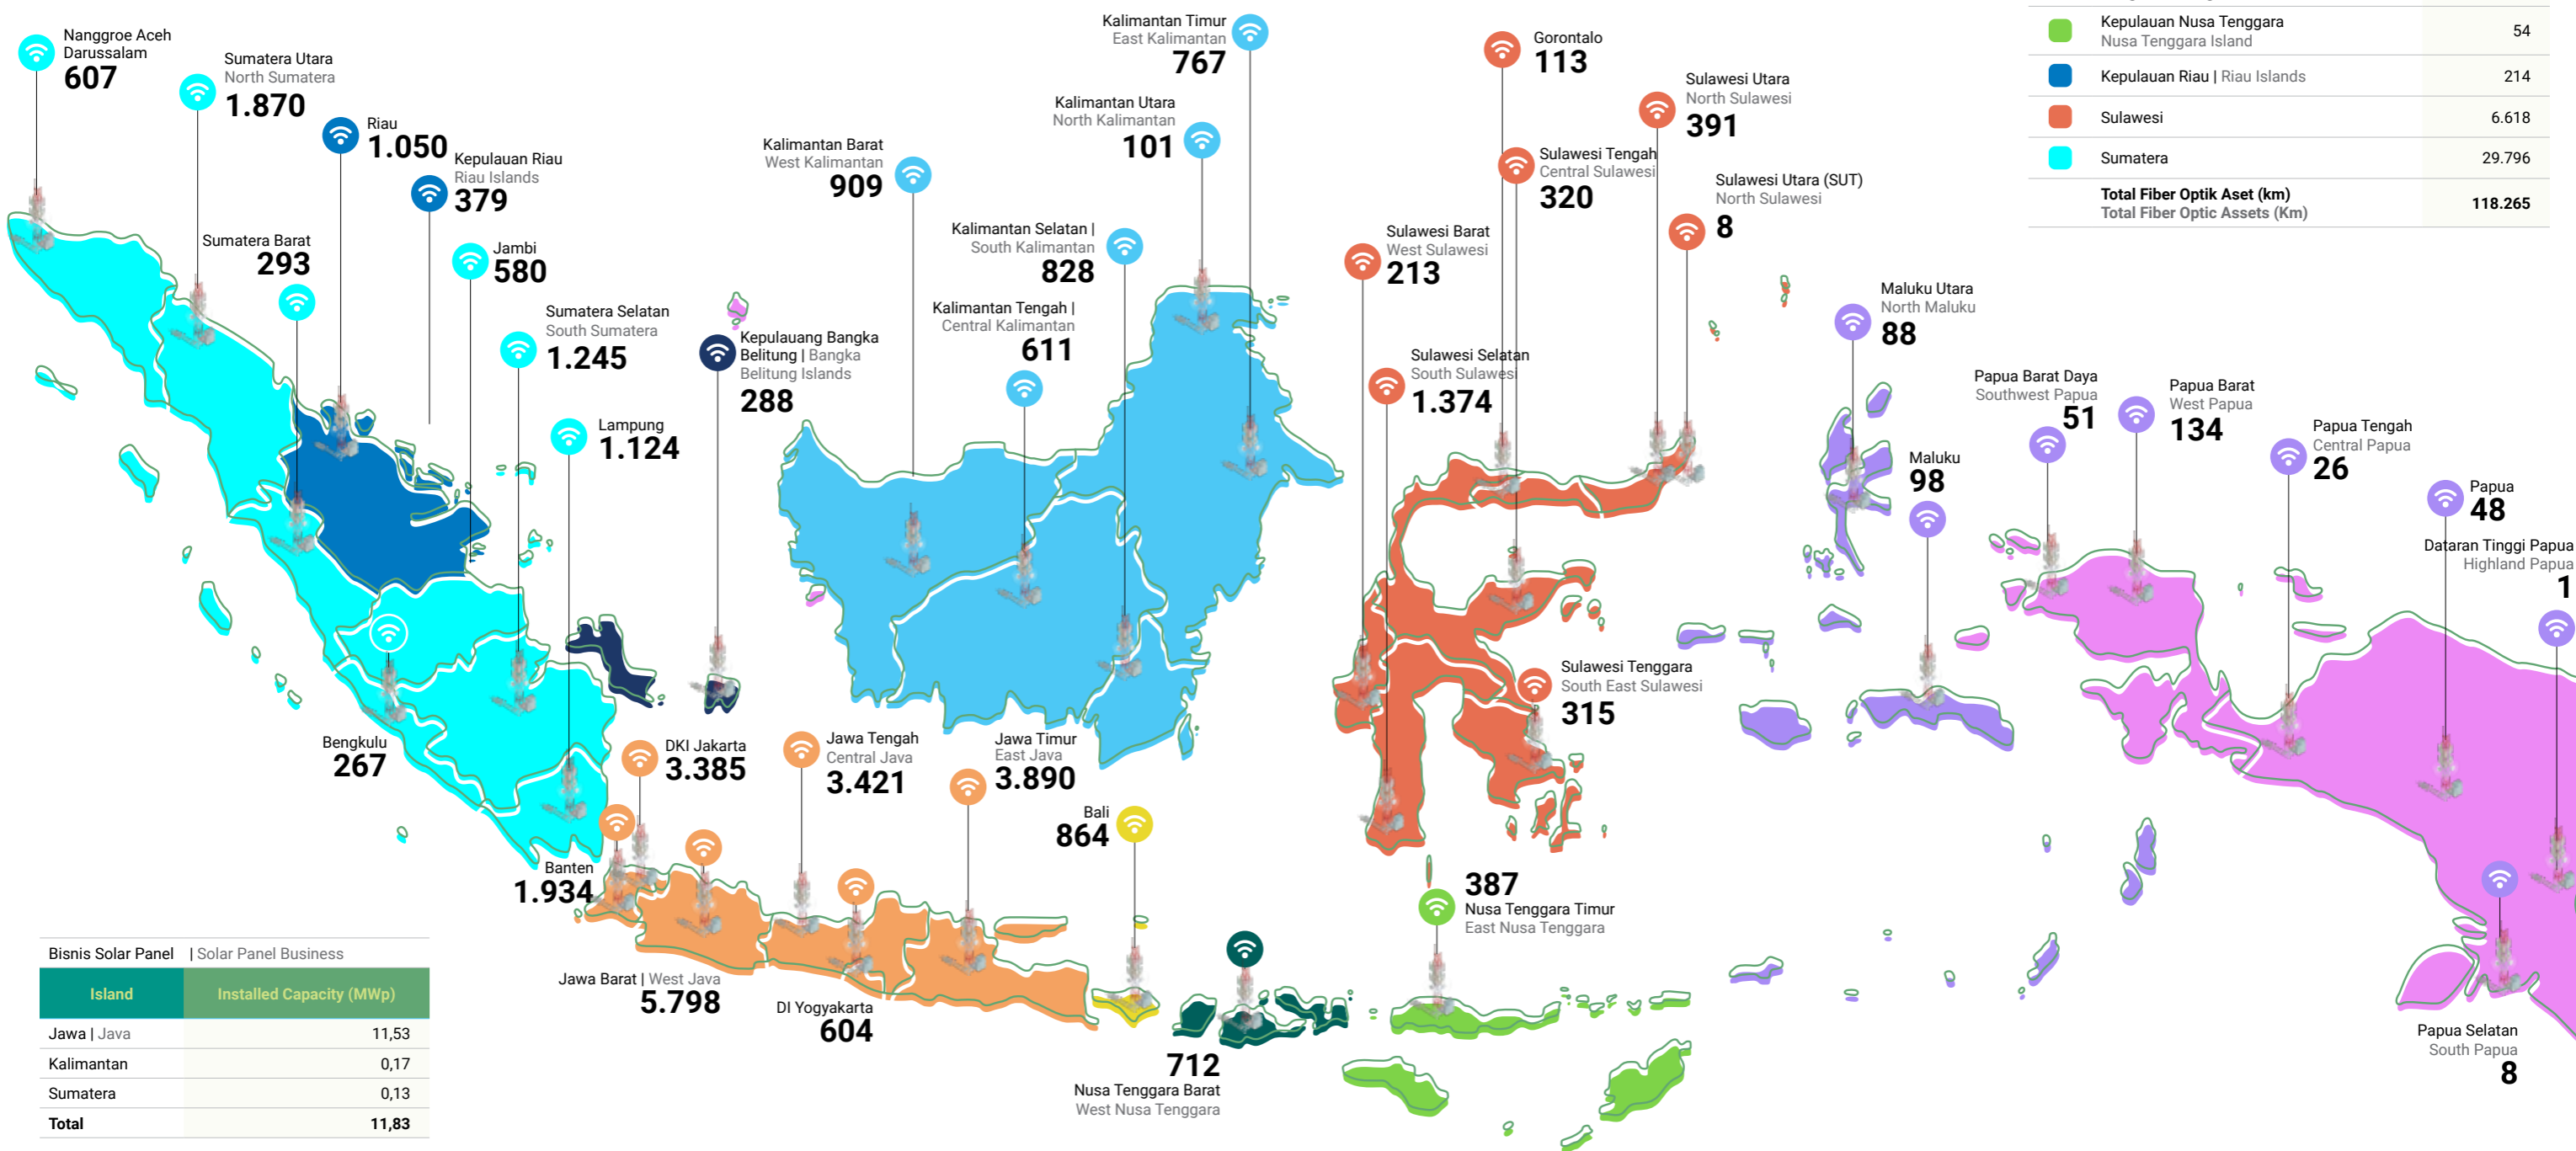 Nanggroe Aceh
Darussalam
607
Sumatera Utara
North Sumatera
1.870
Riau
1.050
Kepulauan Riau
Riau Islands
379
Sumatera Barat
293
Jambi
580
Sumatera Selatan
South Sumatera
1.245
Lampung
1.124
Kepulauang Bangka
Belitung | Bangka
Belitung Islands
288
Bengkulu
267
Kalimantan Timur
East Kalimantan
767
Kalimantan Utara
North Kalimantan
101
Kalimantan Barat
West Kalimantan
909
Kalimantan Selatan |
South Kalimantan
828
Kalimantan Tengah |
Central Kalimantan
611
Gorontalo
113
Sulawesi Utara
North Sulawesi
391
Sulawesi Tengah
Central Sulawesi
320
Sulawesi Utara (SUT)
North Sulawesi
8
Sulawesi Barat
West Sulawesi
213
Sulawesi Selatan
South Sulawesi
1.374
Sulawesi Tenggara
South East Sulawesi
315
Maluku Utara
North Maluku
88
Maluku
98
Papua Barat Daya
Southwest Papua
51
Papua Barat
West Papua
134
Papua Tengah
Central Papua
26
Papua
48
Dataran Tinggi Papua
Highland Papua
1
Papua Selatan
South Papua
8
DKI Jakarta
3.385
Jawa Tengah
Central Java
3.421
Jawa Timur
East Java
3.890
Bali
864
Banten
1.934
Jawa Barat | West Java
5.798
DI Yogyakarta
604
387
Nusa Tenggara Timur
East Nusa Tenggara
712
Nusa Tenggara Barat
West Nusa Tenggara
Kepulauan Nusa Tenggara
Nusa Tenggara Island
54
Kepulauan Riau | Riau Islands 214
Sulawesi 6.618
Sumatera 29.796
Total Fiber Optik Aset (km)
Total Fiber Optic Assets (Km)
118.265
Bisnis Solar Panel | Solar Panel Business
Island Installed Capacity (MWp)
Jawa | Java 11,53
Kalimantan 0,17
Sumatera 0,13
Total 11,83